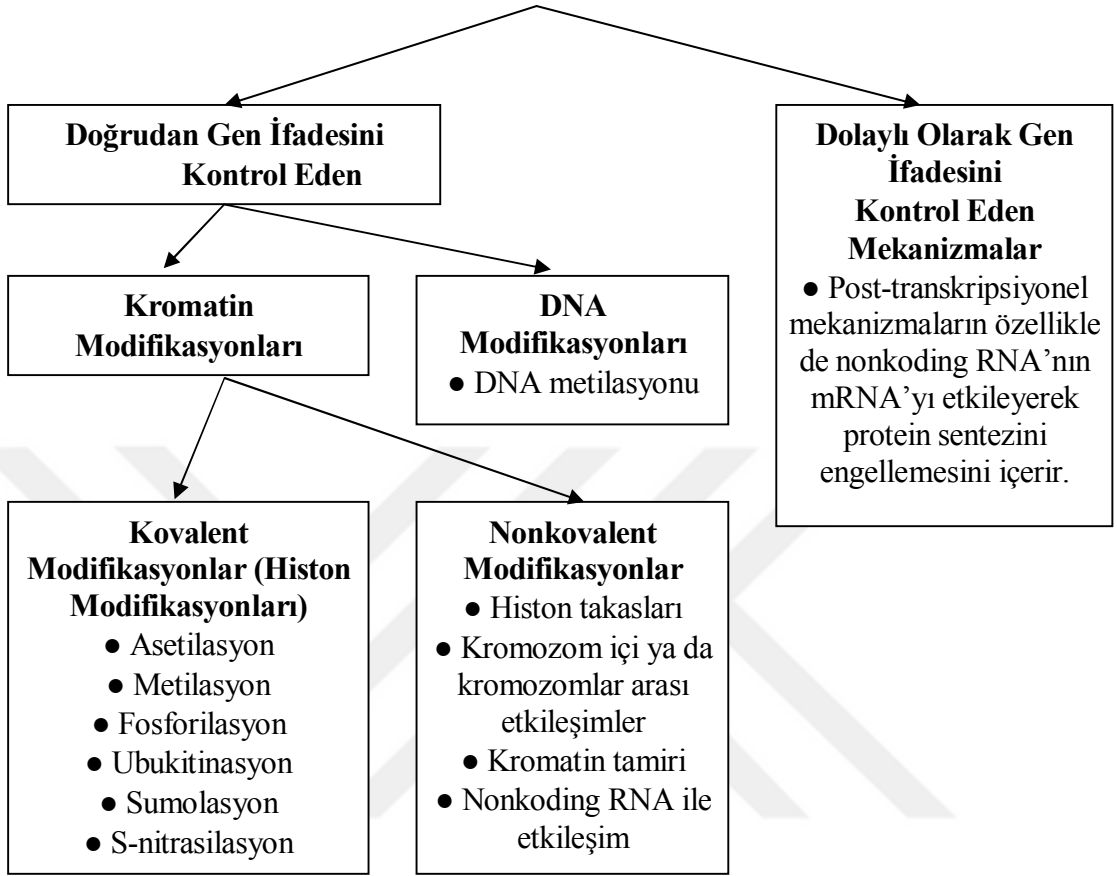 Doğrudan Gen İfadesini
Kontrol Eden
Dolaylı Olarak Gen
İfadesini
Kontrol Eden
Mekanizmalar
● Post-transkripsiyonel
mekanizmaların özellikle
de nonkoding RNA’nın
mRNA’yı etkileyerek
protein sentezini
engellemesini içerir.
Kromatin
Modifikasyonları
DNA
Modifikasyonları
● DNA metilasyonu
Kovalent
Modifikasyonlar (Histon
Modifikasyonları)
● Asetilasyon
● Metilasyon
● Fosforilasyon
● Ubukitinasyon
● Sumolasyon
● S-nitrasilasyon
Nonkovalent
Modifikasyonlar
● Histon takasları
● Kromozom içi ya da
kromozomlar arası
etkileşimler
● Kromatin tamiri
● Nonkoding RNA ile
etkileşim